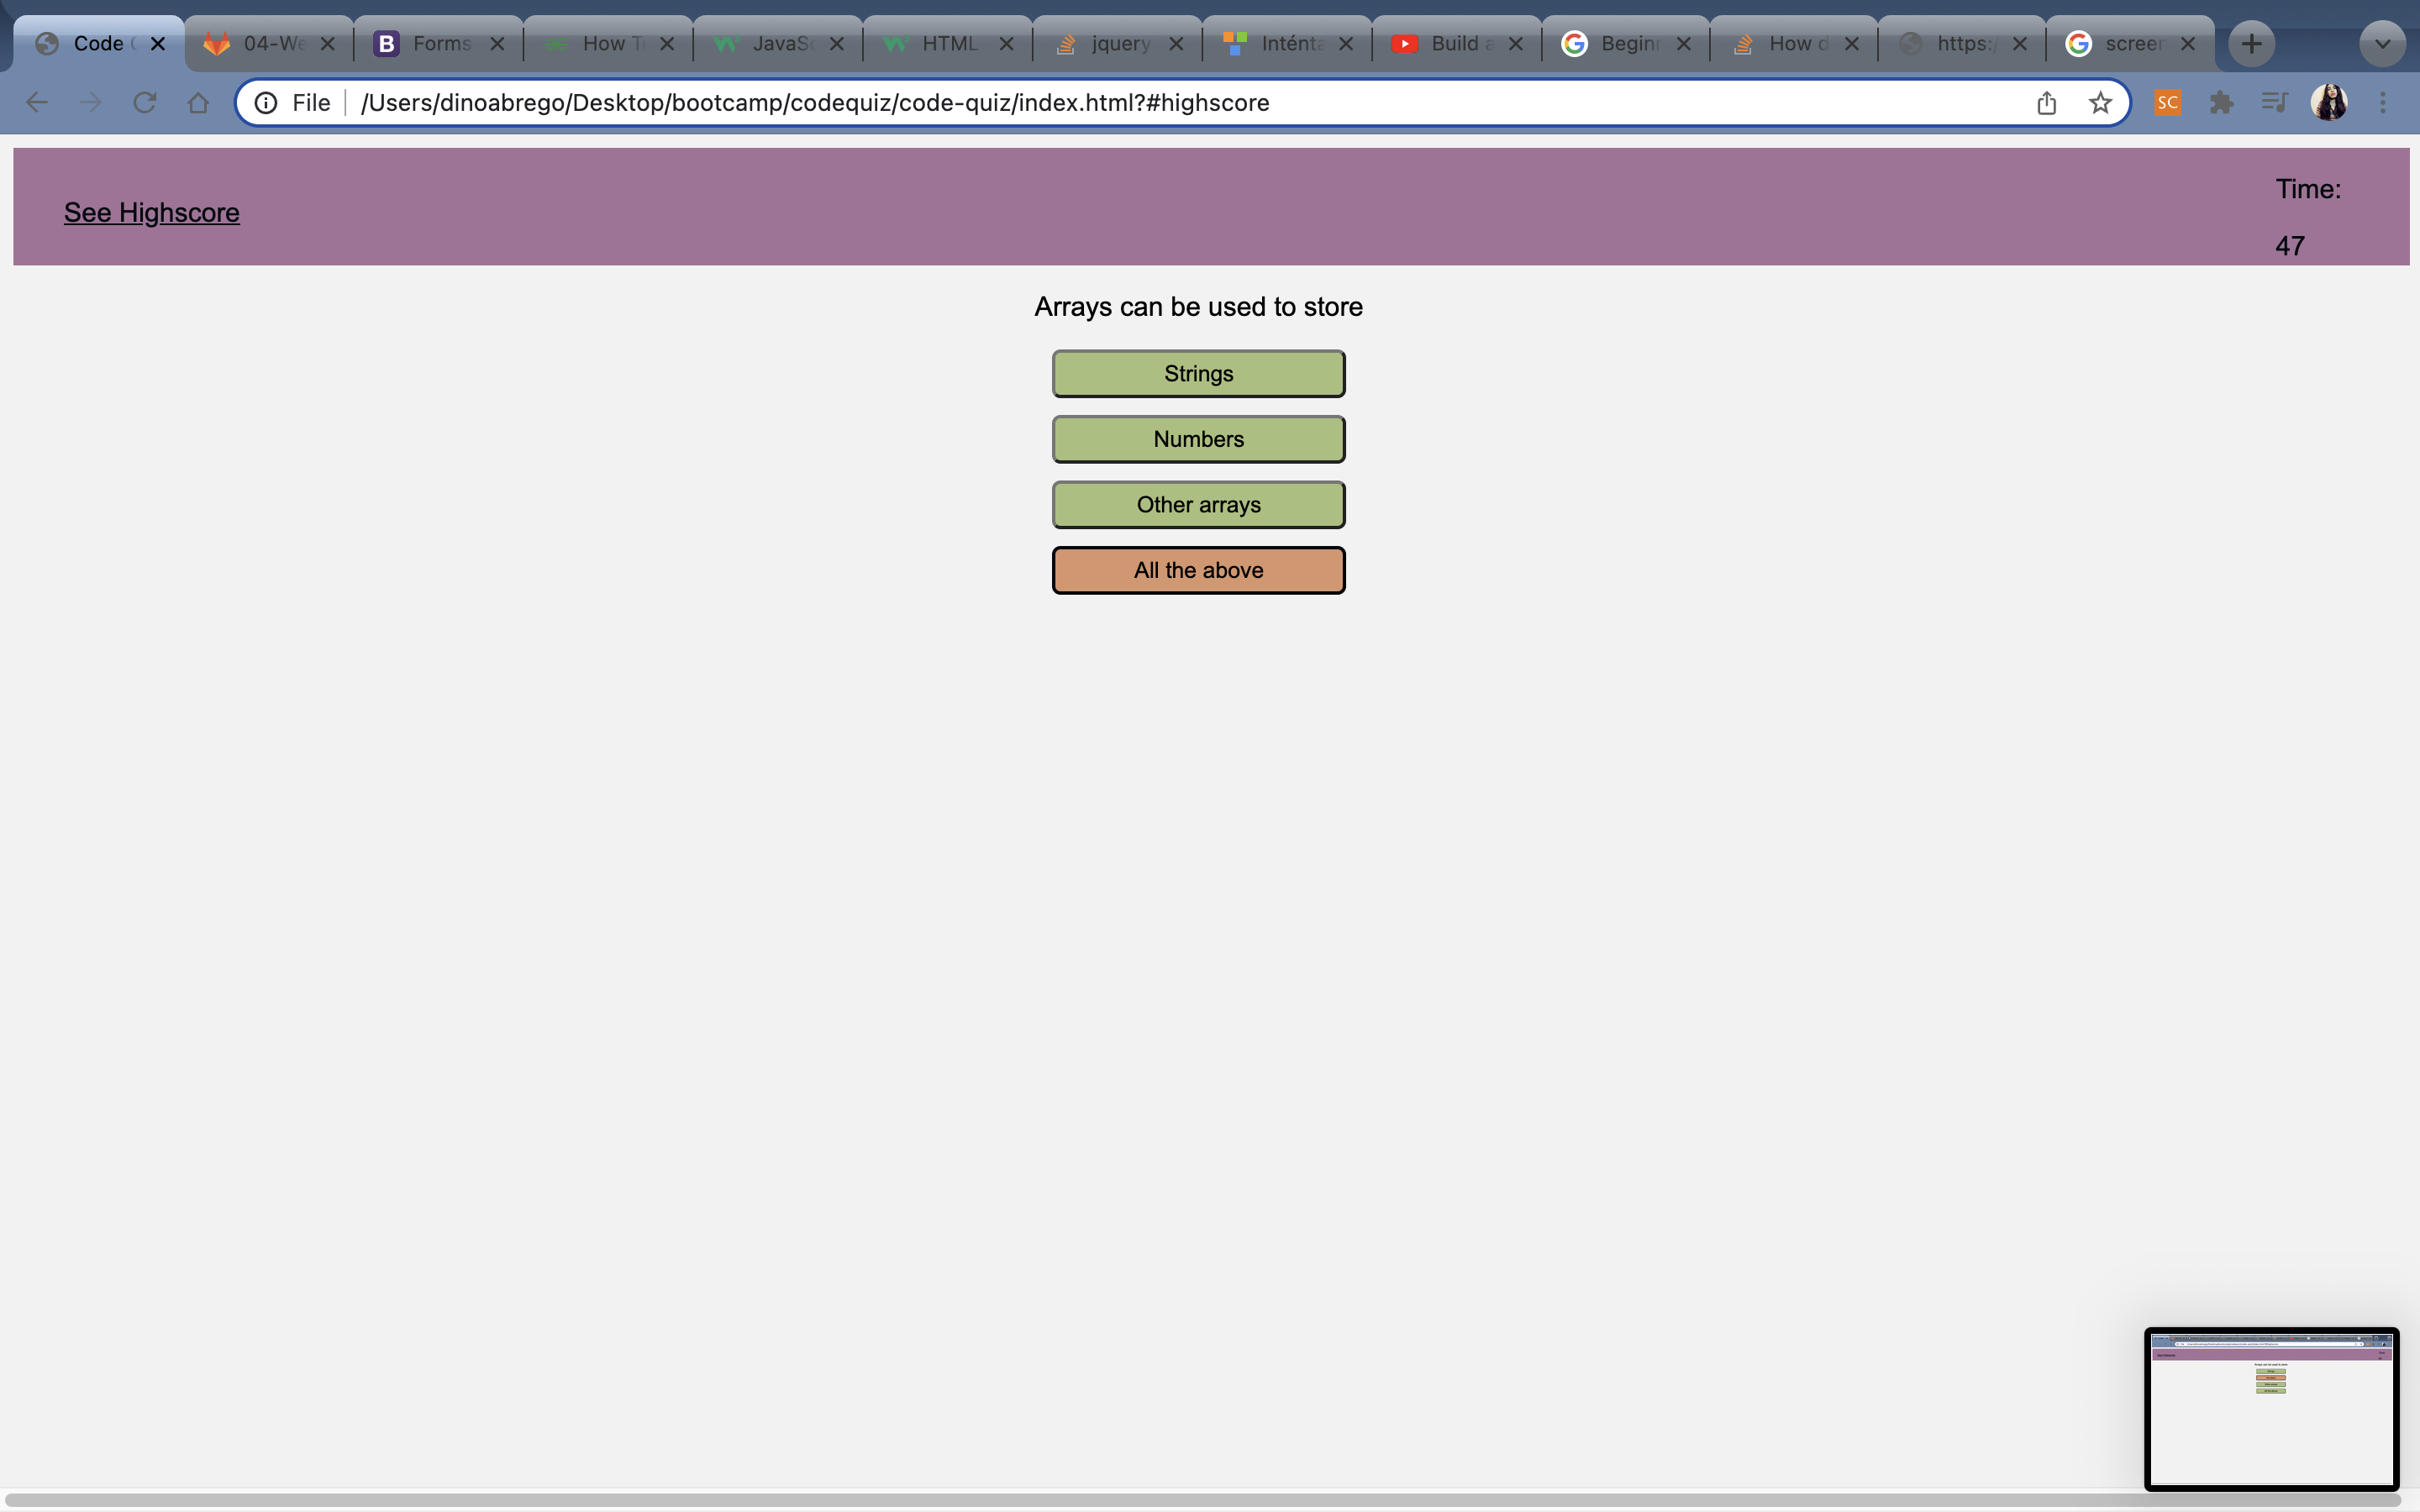 Code
04-We
B Forms
How T
JavaSc
HTML
jquery
Inténta
Build a
Beginn
How d
https:/
screen
File /Users/dinoabrego/Desktop/bootcamp/codequiz/code-quiz/index.html?#highscore
SC
See Highscore
Time:
47
Arrays can be used to store
Strings
Numbers
Other arrays
All the above